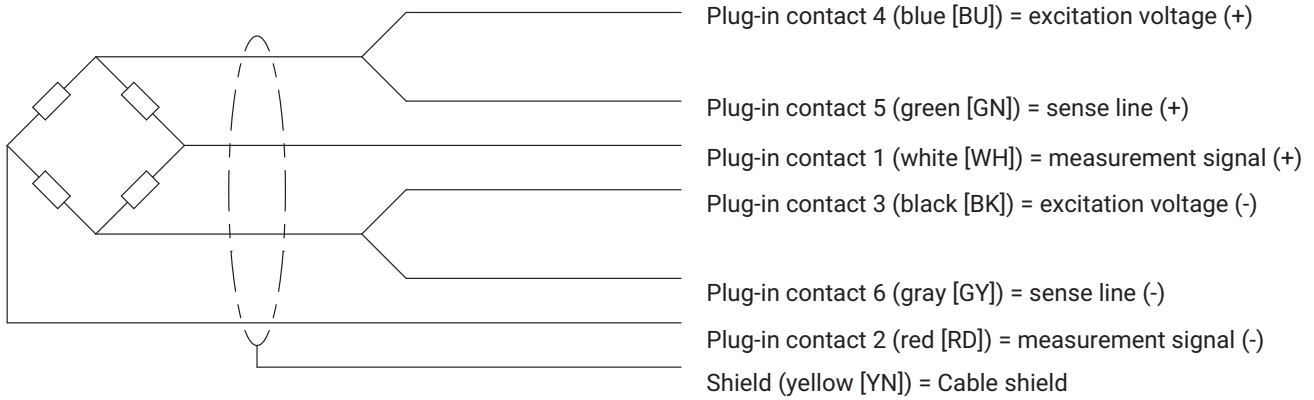 Plug-in contact 4 (blue [BU]) = excitation voltage (+)
Plug-in contact 5 (green [GN]) = sense line (+)
Plug-in contact 1 (white [WH]) = measurement signal (+)
Plug-in contact 3 (black [BK]) = excitation voltage (-)
Plug-in contact 6 (gray [GY]) = sense line (-)
Plug-in contact 2 (red [RD]) = measurement signal (-)
Shield (yellow [YN]) = Cable shield